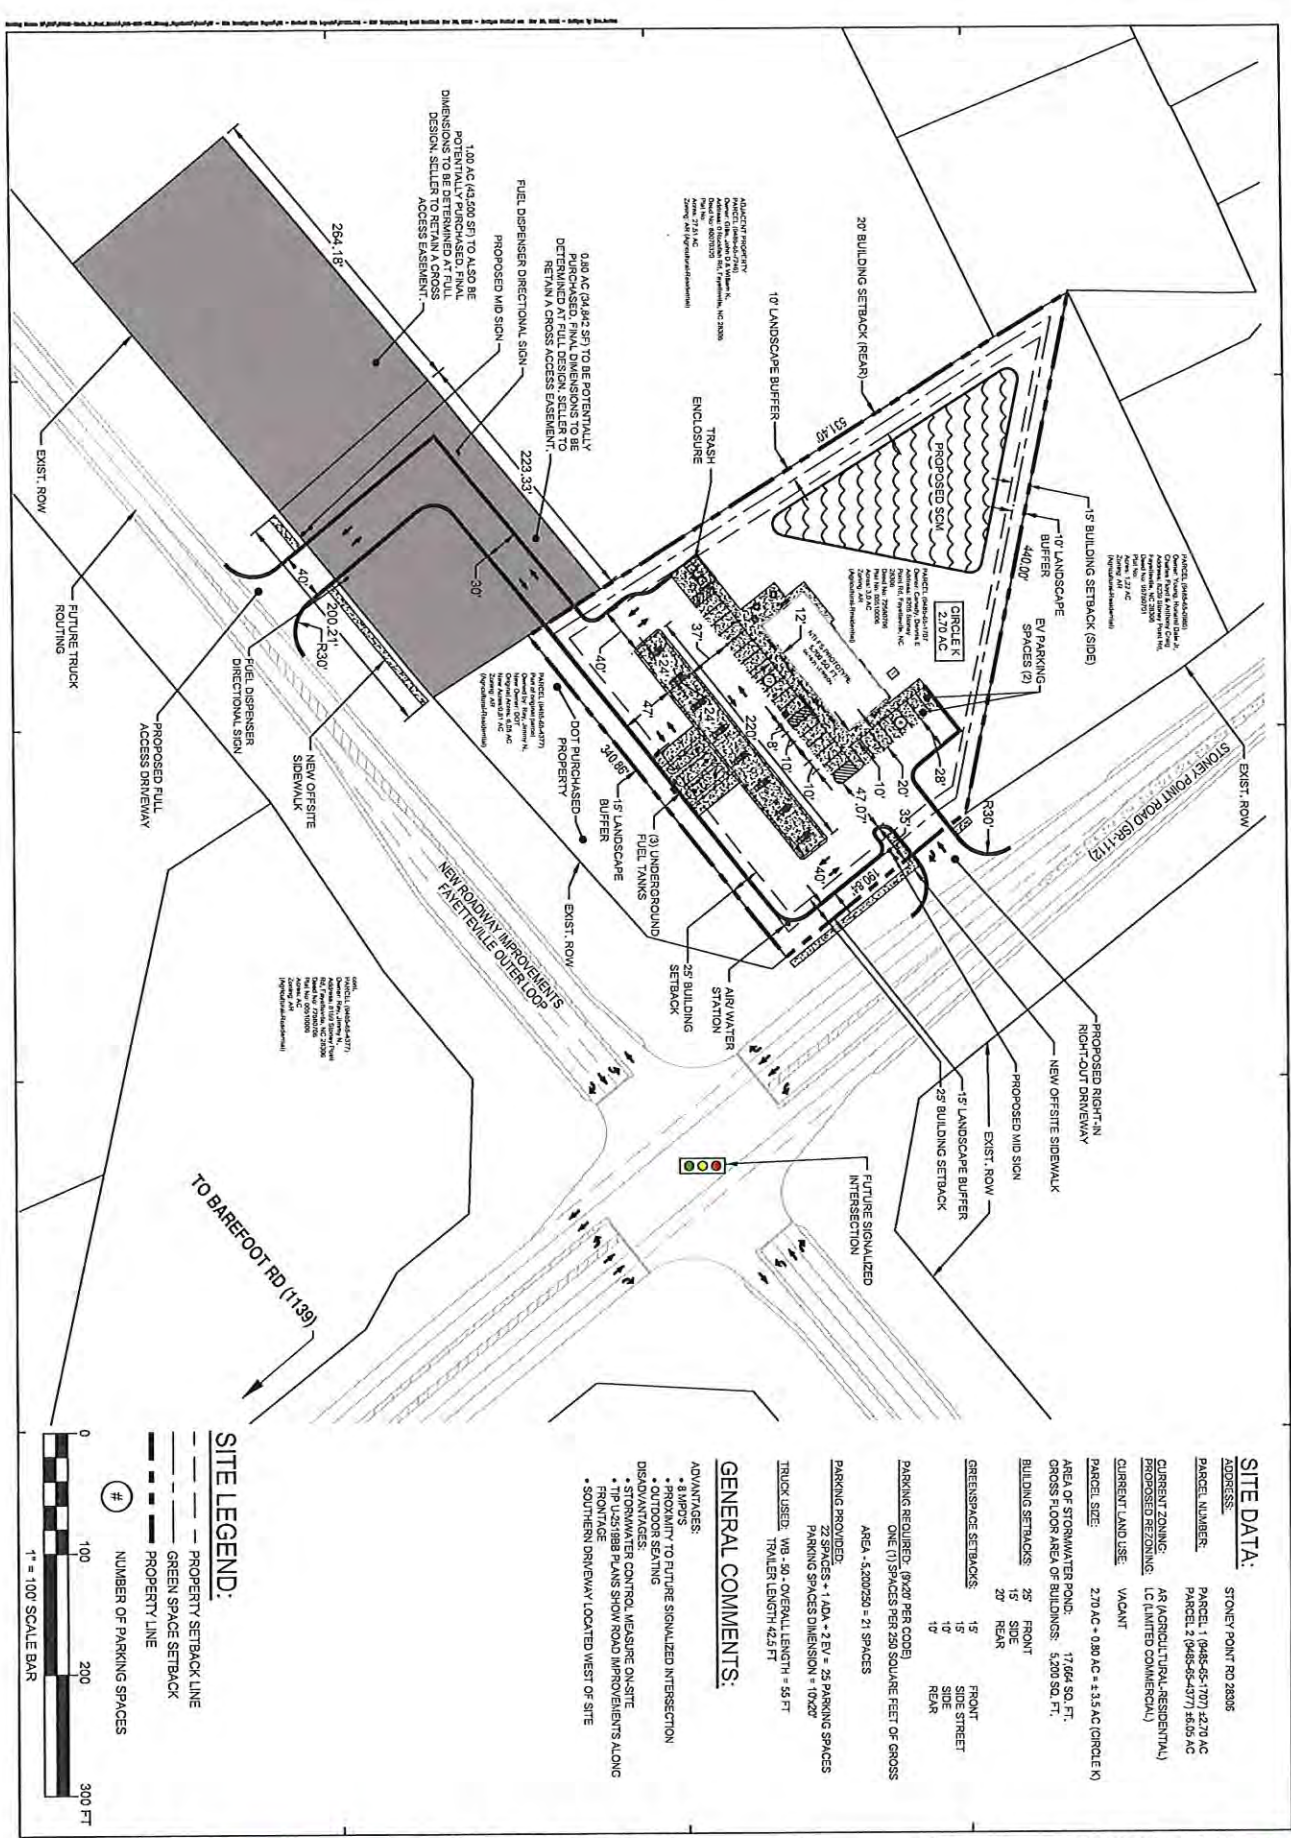 SITE DATA:
ADDRESS: STONEY POINT RD 28306
PARCEL NUMBER: PARCEL 1 (9485-65-1707) ±2.70 AC
PARCEL 2 (9485-65-4377) ±6.05 AC
CURRENT ZONING: AR (AGRICULTURAL-RESIDENTIAL)
PROPOSED REZONING: LC (LIMITED COMMERCIAL)
CURRENT LAND USE: VACANT
PARCEL SIZE: 2.70 AC + 0.80 AC = ± 3.5 AC (CIRCLE K)
AREA OF STORMWATER POND: 17,664 SQ. FT.
GROSS FLOOR AREA OF BUILDINGS: 5,200 SQ. FT.
BUILDING SETBACKS: 25' FRONT
15' SIDE
20' REAR
GREENSPACE SETBACKS: 15' FRONT
15' SIDE STREET
10' SIDE
10' REAR
PARKING REQUIRED: (9X20' PER CODE)
ONE (1) SPACES PER 250 SQUARE FEET OF GROSS
AREA - 5,200/250 = 21 SPACES
PARKING PROVIDED:
22 SPACES + 1 ADA + 2 EV = 25 PARKING SPACES
PARKING SPACES DIMENSION = 10'X20'
TRUCK USED: WB - 50 - OVERALL LENGTH = 55 FT
TRAILER LENGTH 42.5 FT
GENERAL COMMENTS:
ADVANTAGES:
• 8 MPD'S
• PROXIMITY TO FUTURE SIGNALIZED INTERSECTION
• OUTDOOR SEATING
DISADVANTAGES:
• STORMWATER CONTROL MEASURE ON-SITE
• TIP U-2519BB PLANS SHOW ROAD IMPROVEMENTS ALONG
FRONTAGE
• SOUTHERN DRIVEWAY LOCATED WEST OF SITE
SITE LEGEND:
PROPERTY SETBACK LINE
GREEN SPACE SETBACK
PROPERTY LINE
# NUMBER OF PARKING SPACES
0 100 200 300 FT
1" = 100' SCALE BAR
EXIST. ROW
STONEY POINT ROAD (SR-1112)
15' BUILDING SETBACK (SIDE)
10' LANDSCAPE
BUFFER
440.00'
EV PARKING
SPACES (2)
CIRCLE K
2.70 AC
PROPOSED SCM
20' BUILDING SETBACK (REAR)
10' LANDSCAPE BUFFER
531.40'
TRASH
ENCLOSURE
R30'
28'
20'
10'
35'
47.07'
12'
8'
10'
10'
37'
220'
24'
24'
47'
40'
40'
190.84'
PROPOSED RIGHT-IN
RIGHT-OUT DRIVEWAY
NEW OFFSITE SIDEWALK
PROPOSED MID SIGN
EXIST. ROW
15' LANDSCAPE BUFFER
25' BUILDING SETBACK
FUTURE SIGNALIZED
INTERSECTION
AIR/ WATER
STATION
25' BUILDING
SETBACK
EXIST. ROW
(3) UNDERGROUND
FUEL TANKS
15' LANDSCAPE
BUFFER
340.86'
DOT PURCHASED
PROPERTY
0.80 AC (34,842 SF) TO BE POTENTIALLY
PURCHASED. FINAL DIMENSIONS TO BE
DETERMINED AT FULL DESIGN. SELLER TO
RETAIN A CROSS ACCESS EASEMENT.
223.33'
30'
FUEL DISPENSER DIRECTIONAL SIGN
PROPOSED MID SIGN
1.00 AC (43,500 SF) TO ALSO BE
POTENTIALLY PURCHASED. FINAL
DIMENSIONS TO BE DETERMINED AT FULL
DESIGN. SELLER TO RETAIN A CROSS
ACCESS EASEMENT.
264.18'
40'
200.21'
R30'
NEW OFFSITE
SIDEWALK
FUEL DISPENSER
DIRECTIONAL SIGN
PROPOSED FULL
ACCESS DRIVEWAY
FUTURE TRUCK
ROUTING
EXIST. ROW
NEW ROADWAY IMPROVEMENTS
FAYETTEVILLE OUTER LOOP
TO BAREFOOT RD (1139)